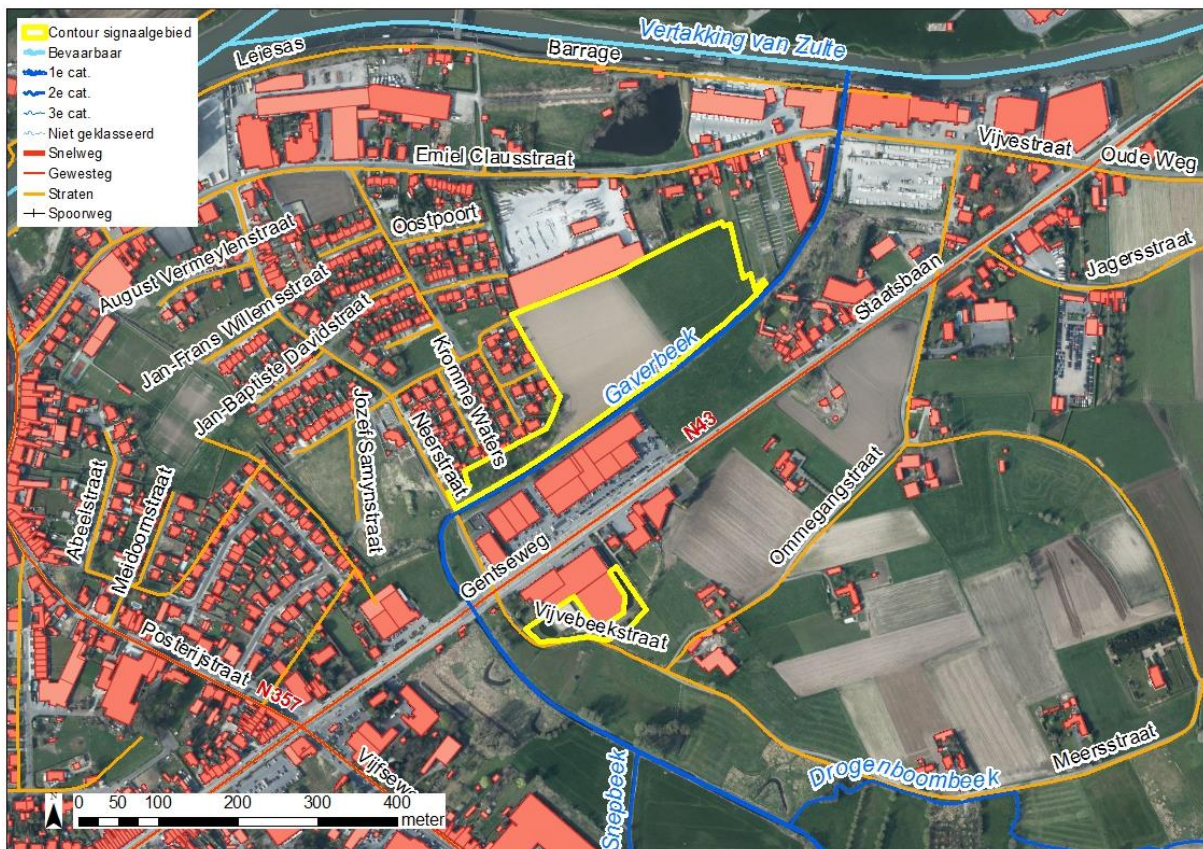 Contour signaalgebied
Bevaarbaar
1e cat.
2e cat.
3e cat.
Niet geklasseerd
Snelweg
Gewesteg
Straten
Spoorweg
Leiesas
Barrage
Vertakking van Zulte
Emiel Clausstraat
Vijvestraat
Oude Weg
Oostpoort
August Vermeylenstraat
Jagersstraat
Jan-Frans Willemsstraat
Staatsbaan
Jan-Baptiste Davidstraat
Kromme Waters
Gaverbeek
Jozef Samynstraat
Neerstraat
N43
Ommegangstraat
Abeelstraat
Meidoornstraat
Gentseweg
Vijvebeekstraat
Posterijstraat
N357
Meersstraat
Drogenboombeek
Snepbeek
N
0 50 100 200 300 400
meter